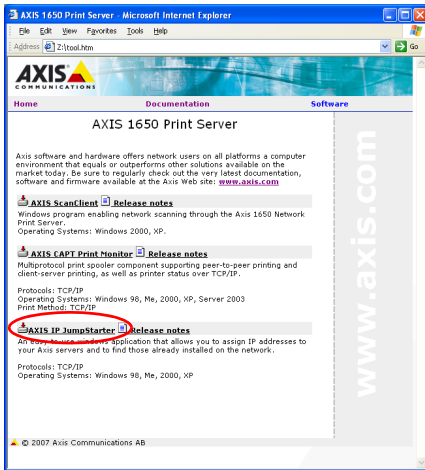 AXIS 1650 Print Server - Microsoft Internet Explorer
File Edit View Favorites Tools Help
Address Z:\tool.htm Go
AXIS
COMMUNICATIONS
Home Documentation Software
AXIS 1650 Print Server
Axis software and hardware offers network users on all platforms a computer
environment that equals or outperforms other solutions available on the
market today. Be sure to regularly check out the very latest documentation,
software and firmware available at the Axis Web site: www.axis.com
AXIS ScanClient Release notes
Windows program enabling network scanning through the Axis 1650 Network
Print Server.
Operating Systems: Windows 2000, XP.
AXIS CAPT Print Monitor Release notes
Multiprotocol print spooler component supporting peer-to-peer printing and
client-server printing, as well as printer status over TCP/IP.
Protocols: TCP/IP
Operating Systems: Windows 98, Me, 2000, XP, Server 2003
Print Method: TCP/IP
AXIS IP JumpStarter Release notes
An easy-to-use windows application that allows you to assign IP addresses to
your Axis servers and to find those already installed on the network.
Protocols: TCP/IP
Operating Systems: Windows 98, Me, 2000, XP
© 2007 Axis Communications AB
www.axis.com